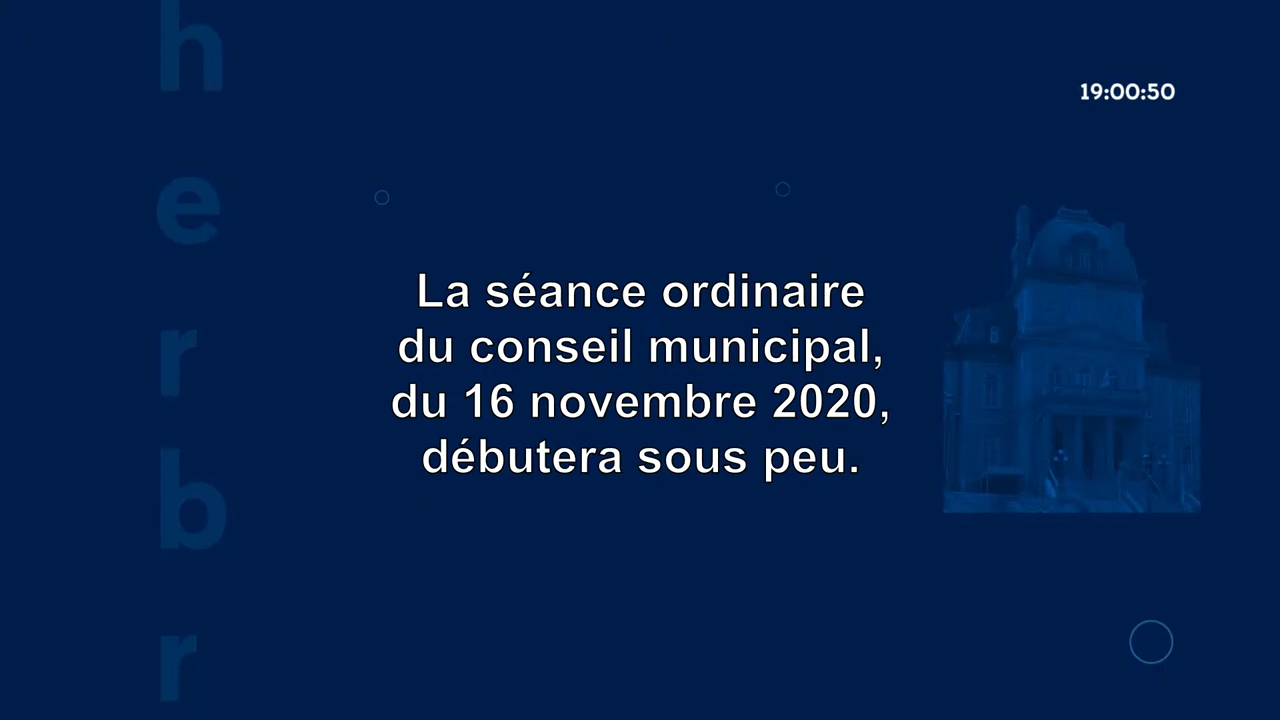 h
19:00:50
e
La séance ordinaire
du conseil municipal,
r
du 16 novembre 2020,
débutera sous peu.
b
r